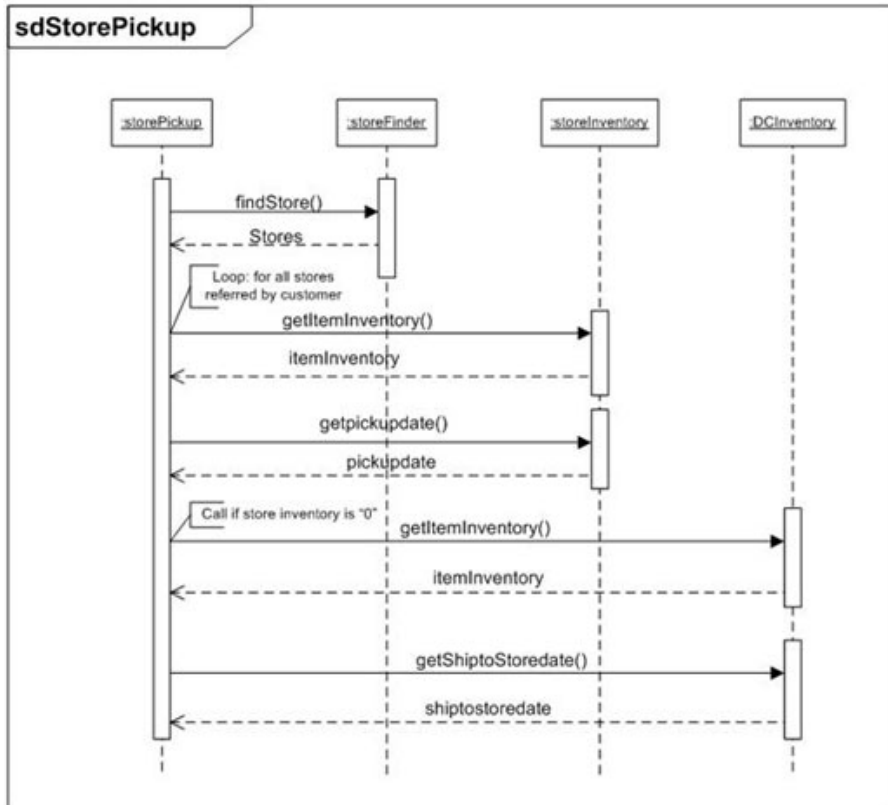 sdStorePickup
:storePickup
:storeFinder
:storeInventory
:DCInventory
findStore()
Stores
Loop: for all stores
referred by customer
getItemInventory()
itemInventory
getpickupdate()
pickupdate
Call if store inventory is "0"
getItemInventory()
itemInventory
getShiptoStoredate()
shiptostoredate